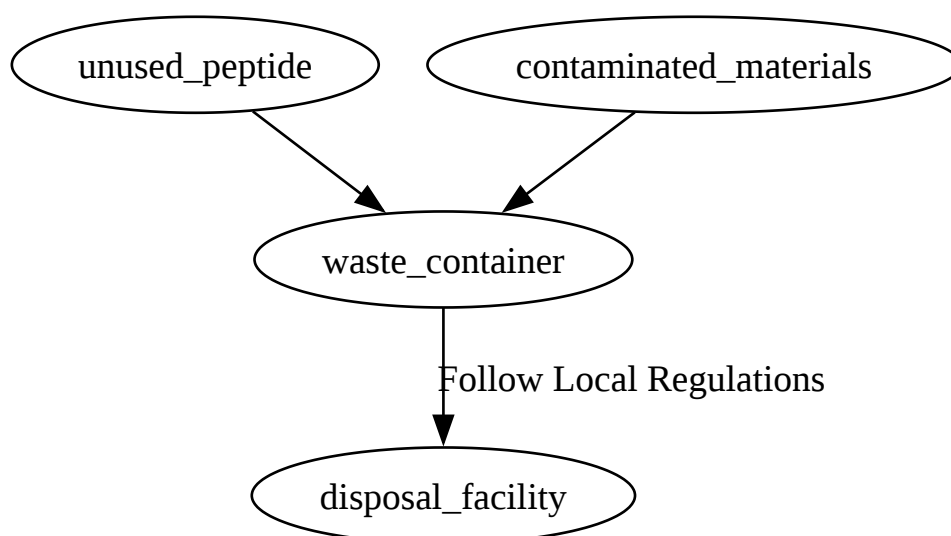 unused_peptide
contaminated_materials
waste_container
Follow Local Regulations
disposal_facility